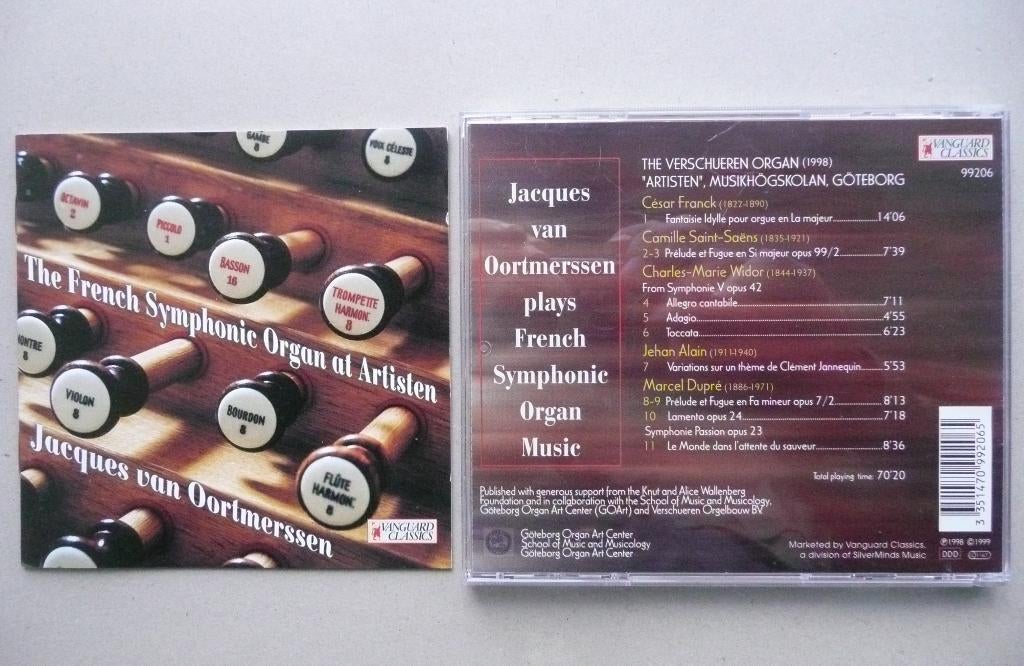 GAMBE
8
VOIX CÉLESTE
8
OCTAVIN
2
PICCOLO
1
BASSON
16
TROMPETTE
HARMON.
8
The French Symphonic Organ at Artisten
MONTRE
8
VIOLON
8
BOURDON
8
FLÛTE
HARMON.
8
Jacques van Oortmerssen
VANGUARD
CLASSICS
Jacques
van
Oortmerssen
plays
French
Symphonic
Organ
Music
VANGUARD
CLASSICS
99206
THE VERSCHUEREN ORGAN (1998)
"ARTISTEN", MUSIKHÖGSKOLAN, GÖTEBORG
César Franck (1822-1890)
1 Fantaisie Idylle pour orgue en La majeur 14'06
Camille Saint-Saëns (1835-1921)
2-3 Prélude et Fugue en Si majeur opus 99/2 7'39
Charles-Marie Widor (1844-1937)
From Symphonie V opus 42
4 Allegro cantabile 7'11
5 Adagio 4'55
6 Toccata 6'23
Jehan Alain (1911-1940)
7 Variations sur un thème de Clément Jannequin 5'53
Marcel Dupré (1886-1971)
8-9 Prélude et Fugue en Fa mineur opus 7/2 8'13
10 Lamento opus 24 7'18
Symphonie Passion opus 23
11 Le Monde dans l'attente du sauveur 8'36
Total playing time: 70'20
Published with generous support from the Knut and Alice Wallenberg
Foundation and in collaboration with the School of Music and Musicology,
Göteborg Organ Art Center (GOArt) and Verschueren Orgelbouw BV
Göteborg Organ Art Center
School of Music and Musicology
Göteborg Organ Art Center
Marketed by Vanguard Classics,
a division of SilverMinds Music
3 351470 992065
℗1998 ©1999
DDD